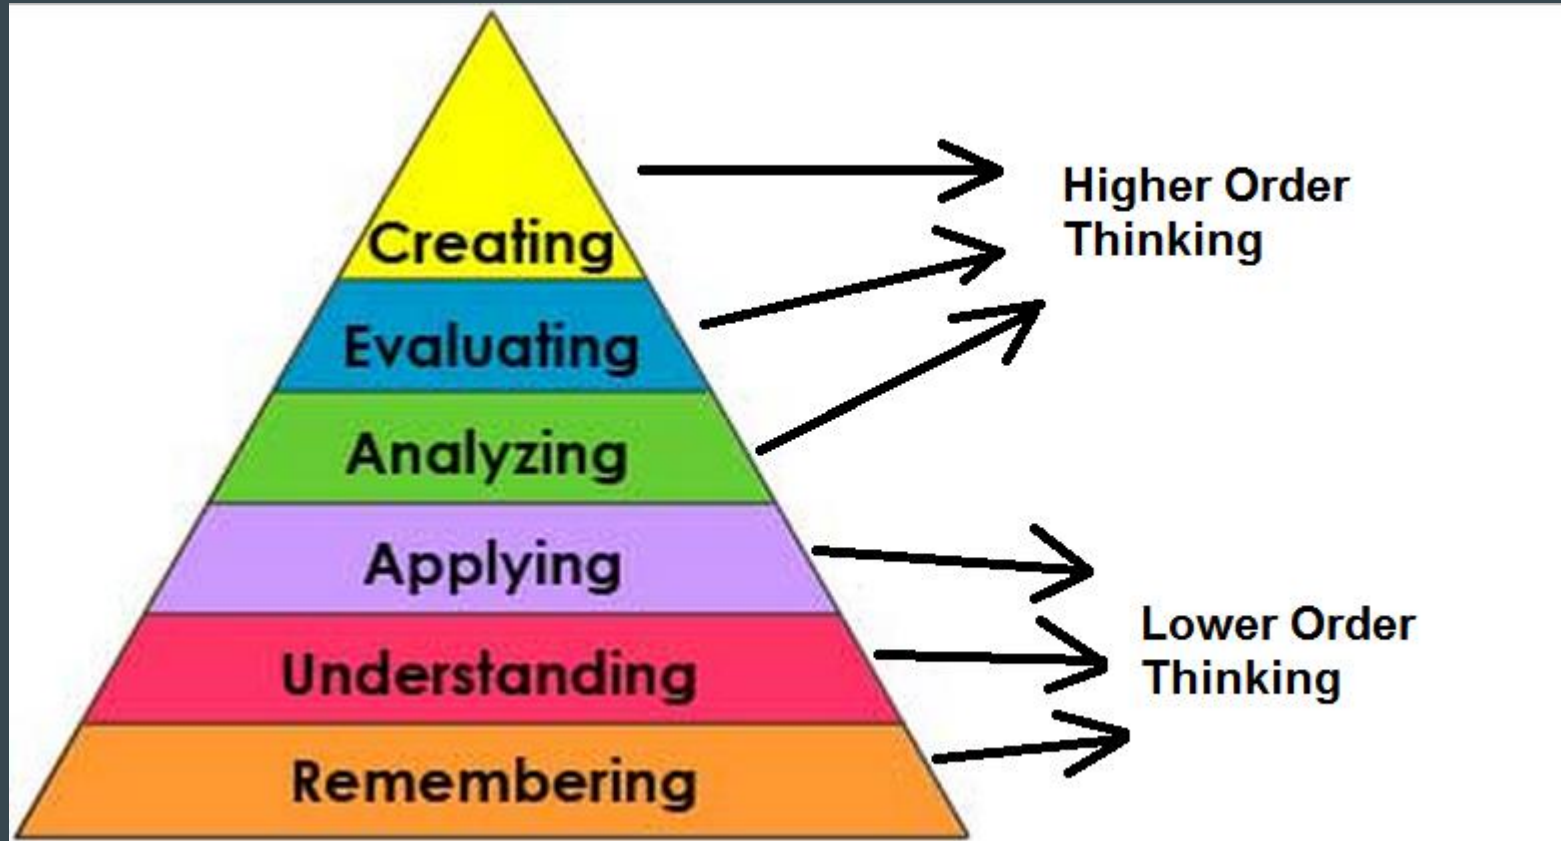 Creating
Evaluating
Analyzing
Applying
Understanding
Remembering
Higher Order
Thinking
Lower Order
Thinking